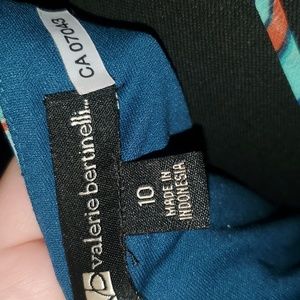 CA 07043
valerie bertinelli...
10
MADE IN
INDONESIA